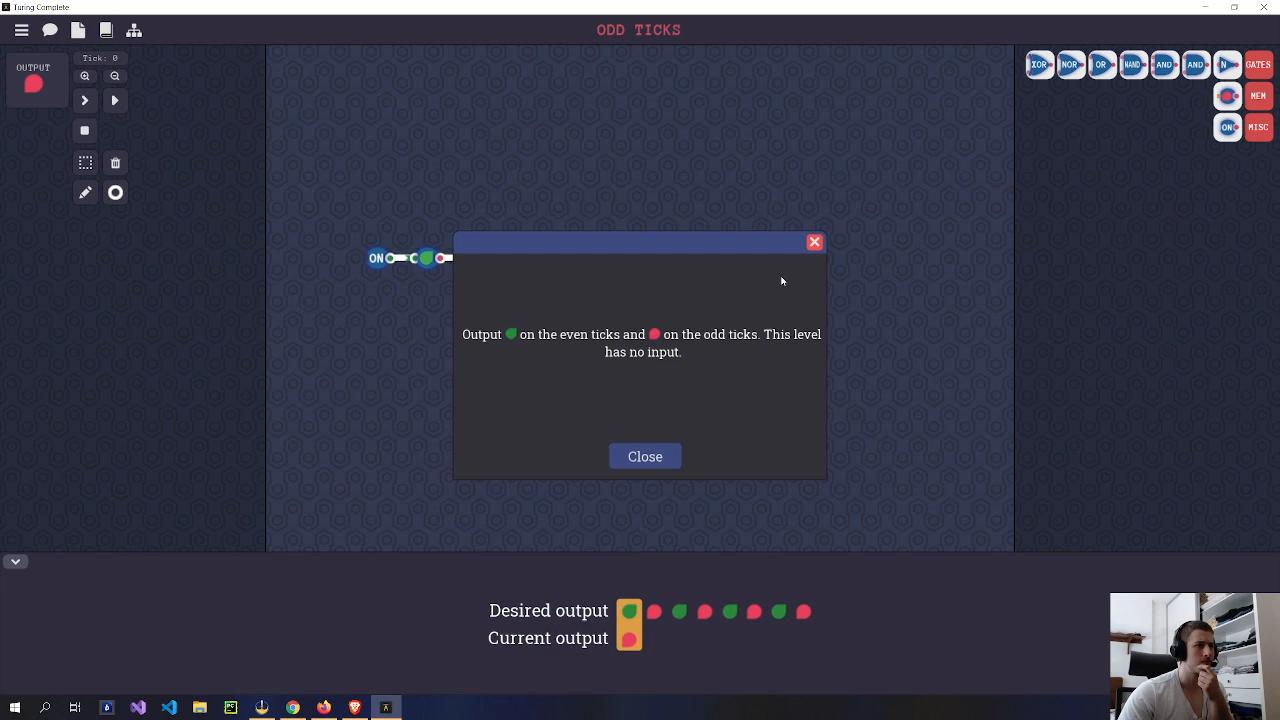 Turing Complete
ODD TICKS
OUTPUT
Tick: 0
XOR
NOR
OR
NAND
AND
AND
N
GATES
MEM
ON
MISC
ON
Output on the even ticks and on the odd ticks. This level
has no input.
Close
Desired output
Current output